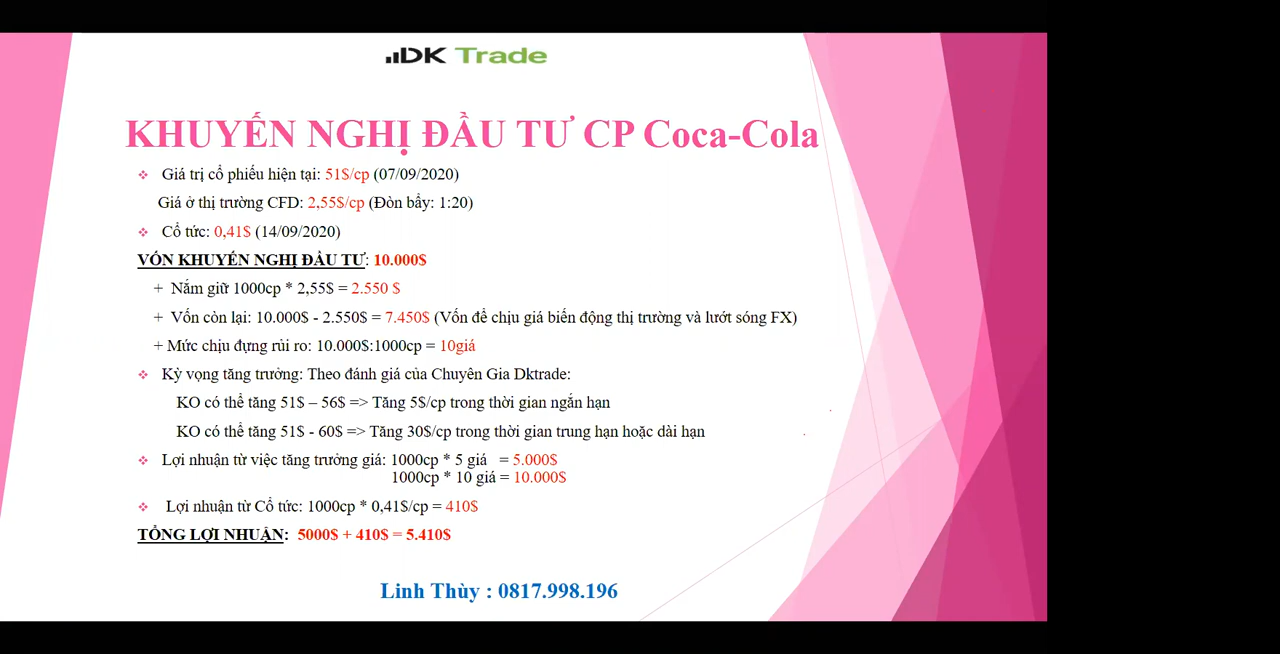 DK Trade
KHUYẾN NGHỊ ĐẦU TƯ CP Coca-Cola
Giá trị cổ phiếu hiện tại: 51$/cp (07/09/2020)
Giá ở thị trường CFD: 2,55$/cp (Đòn bẩy: 1:20)
Cổ tức: 0,41$ (14/09/2020)
VỐN KHUYẾN NGHỊ ĐẦU TƯ: 10.000$
+ Nắm giữ 1000cp * 2,55$ = 2.550 $
+ Vốn còn lại: 10.000$ - 2.550$ = 7.450$ (Vốn để chịu giá biến động thị trường và lướt sóng FX)
+ Mức chịu đựng rủi ro: 10.000$:1000cp = 10giá
Kỳ vọng tăng trưởng: Theo đánh giá của Chuyên Gia Dktrade:
KO có thể tăng 51$ – 56$ => Tăng 5$/cp trong thời gian ngắn hạn
KO có thể tăng 51$ - 60$ => Tăng 30$/cp trong thời gian trung hạn hoặc dài hạn
Lợi nhuận từ việc tăng trưởng giá: 1000cp * 5 giá = 5.000$
1000cp * 10 giá = 10.000$
Lợi nhuận từ Cổ tức: 1000cp * 0,41$/cp = 410$
TỔNG LỢI NHUẬN: 5000$ + 410$ = 5.410$
Linh Thùy : 0817.998.196